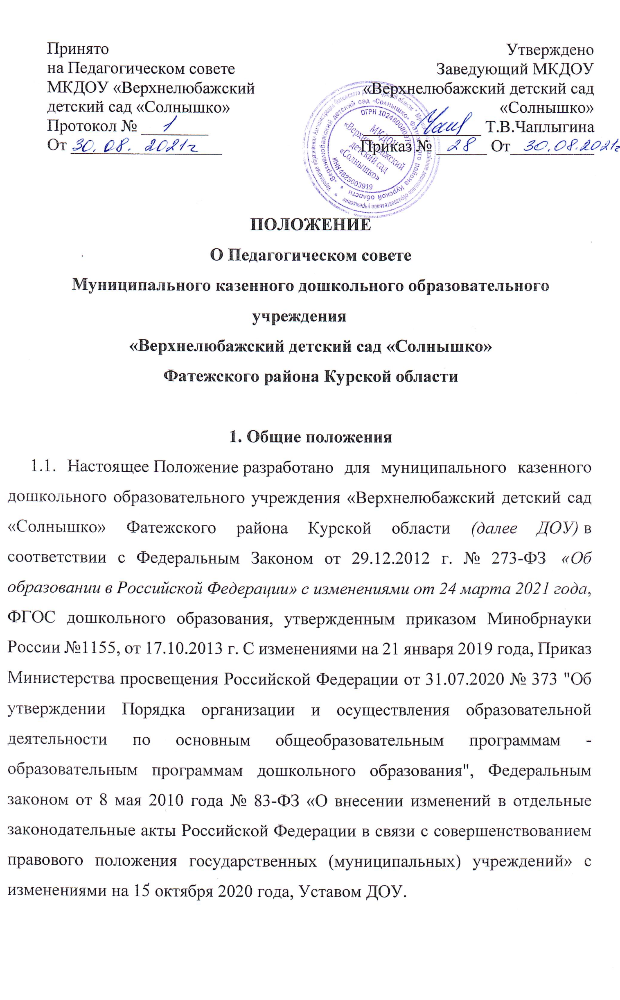 Принято
на Педагогическом совете
МКДОУ «Верхнелюбажский
детский сад «Солнышко»
Протокол № 1
От 30. 08. 2021г
Утверждено
Заведующий МКДОУ
«Верхнелюбажский детский сад
«Солнышко»
Т.В.Чаплыгина
Приказ № 28 От 30.08.2021г
МКДОУ
«Верхнелюбажский
детский сад
«Солнышко»
ИНН 4625003919
ПОЛОЖЕНИЕ
О Педагогическом совете
Муниципального казенного дошкольного образовательного
учреждения
«Верхнелюбажский детский сад «Солнышко»
Фатежского района Курской области
1. Общие положения
1.1. Настоящее Положение разработано для муниципального казенного
дошкольного образовательного учреждения «Верхнелюбажский детский сад
«Солнышко» Фатежского района Курской области (далее ДОУ) в
соответствии с Федеральным Законом от 29.12.2012 г. № 273-ФЗ «Об
образовании в Российской Федерации» с изменениями от 24 марта 2021 года,
ФГОС дошкольного образования, утвержденным приказом Минобрнауки
России №1155, от 17.10.2013 г. С изменениями на 21 января 2019 года, Приказ
Министерства просвещения Российской Федерации от 31.07.2020 № 373 "Об
утверждении Порядка организации и осуществления образовательной
деятельности по основным общеобразовательным программам -
образовательным программам дошкольного образования", Федеральным
законом от 8 мая 2010 года № 83-ФЗ «О внесении изменений в отдельные
законодательные акты Российской Федерации в связи с совершенствованием
правового положения государственных (муниципальных) учреждений» с
изменениями на 15 октября 2020 года, Уставом ДОУ.